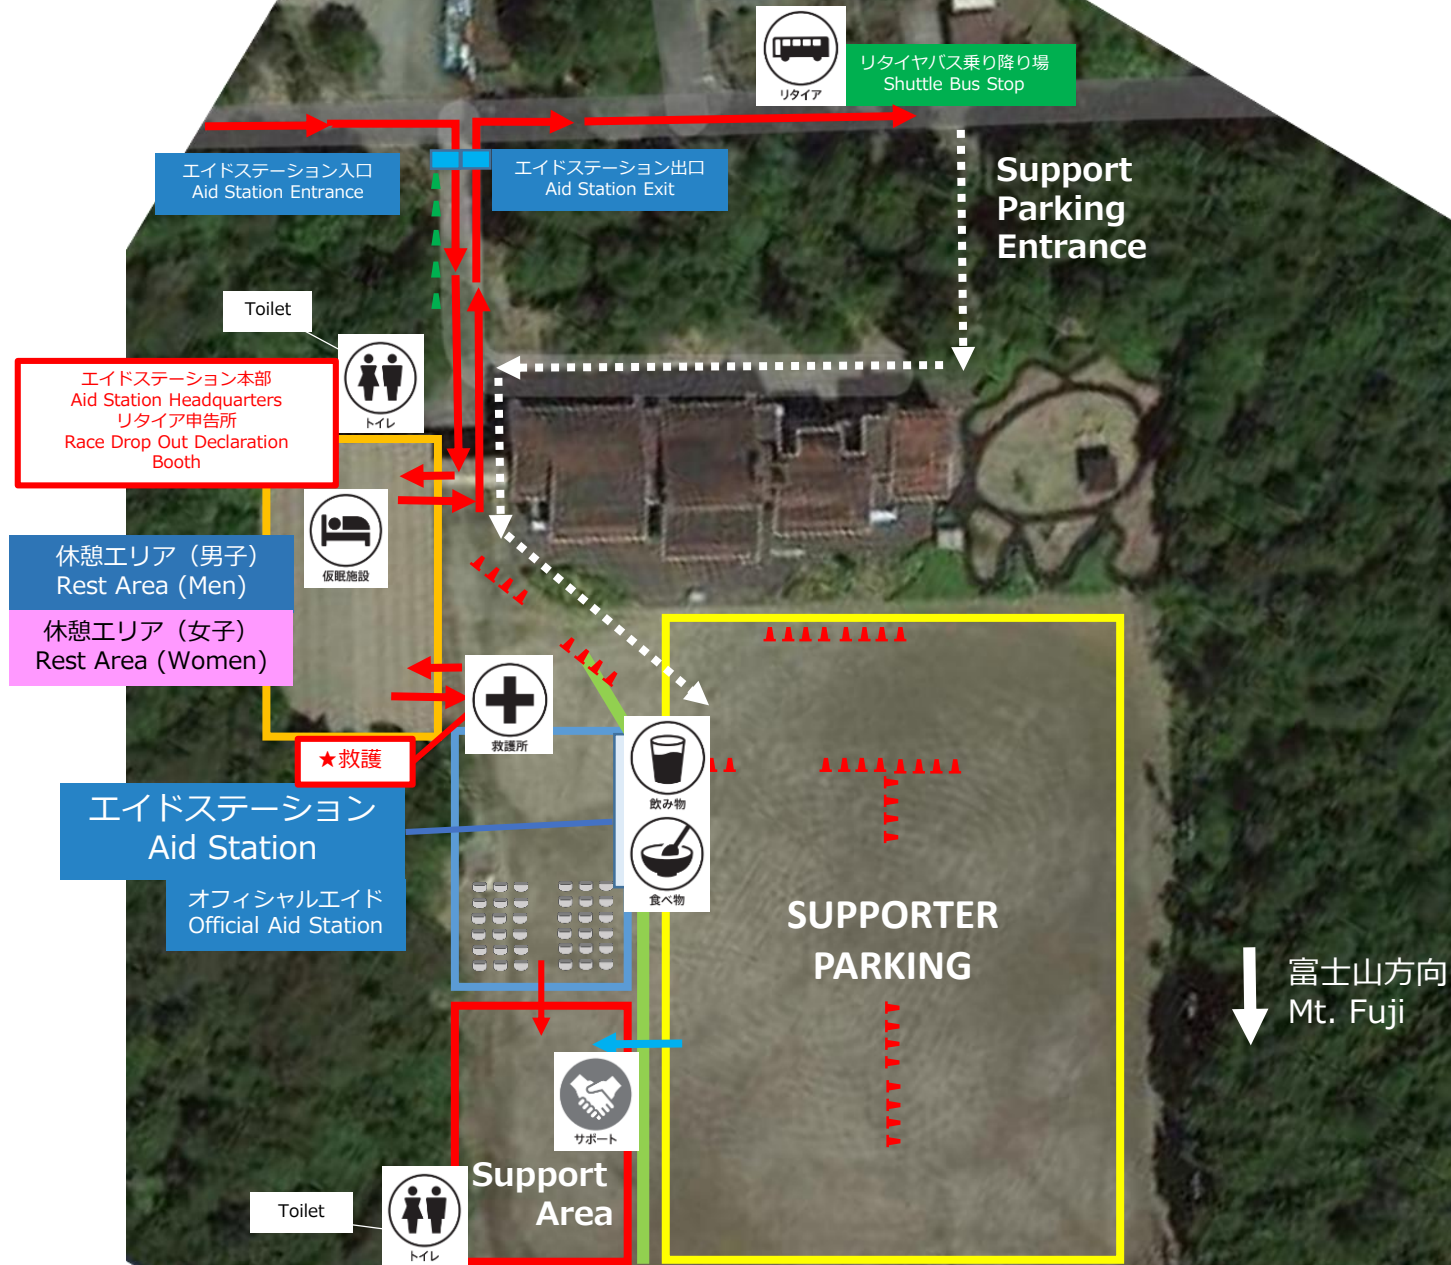 リタイア
リタイヤバス乗り降り場
Shuttle Bus Stop
エイドステーション入口
Aid Station Entrance
エイドステーション出口
Aid Station Exit
Support
Parking
Entrance
Toilet
トイレ
エイドステーション本部
Aid Station Headquarters
リタイア申告所
Race Drop Out Declaration
Booth
仮眠施設
休憩エリア（男子）
Rest Area (Men)
休憩エリア（女子）
Rest Area (Women)
救護所
★救護
飲み物
エイドステーション
Aid Station
食べ物
オフィシャルエイド
Official Aid Station
SUPPORTER
PARKING
富士山方向
Mt. Fuji
サポート
Support
Area
Toilet
トイレ